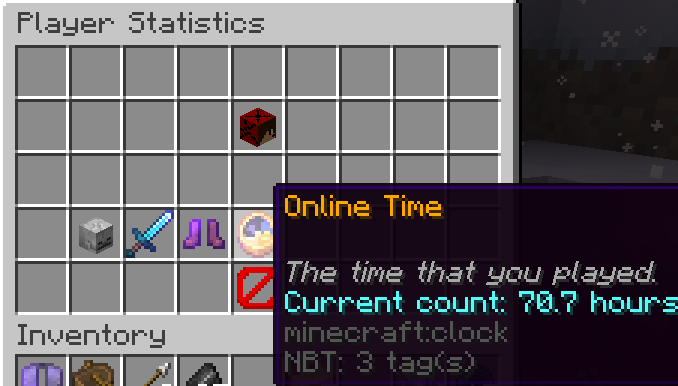 Player Statistics
Online Time
The time that you played.
Current count: 70.7 hours
minecraft:clock
NBT: 3 tag(s)
Inventory